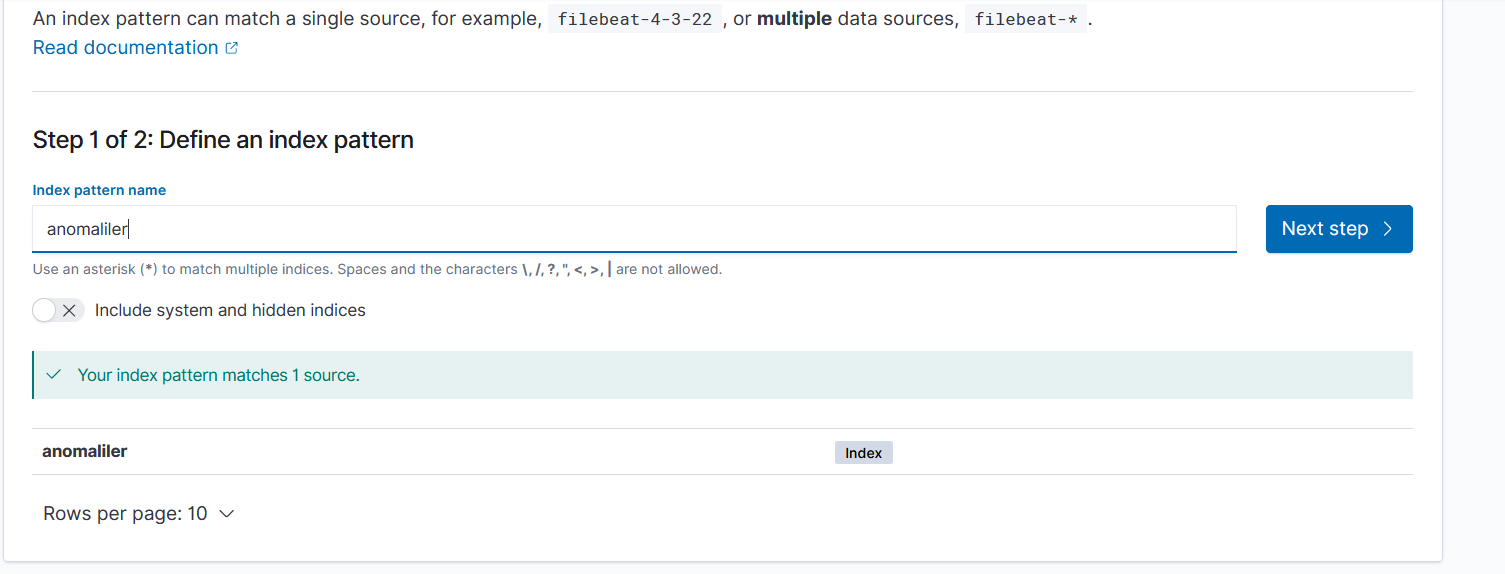 An index pattern can match a single source, for example, filebeat-4-3-22 , or multiple data sources, filebeat-* .
Read documentation
Step 1 of 2: Define an index pattern
Index pattern name
anomaliler
Next step
Use an asterisk (*) to match multiple indices. Spaces and the characters \, /, ?, ", <, >, | are not allowed.
Include system and hidden indices
Your index pattern matches 1 source.
anomaliler Index
Rows per page: 10